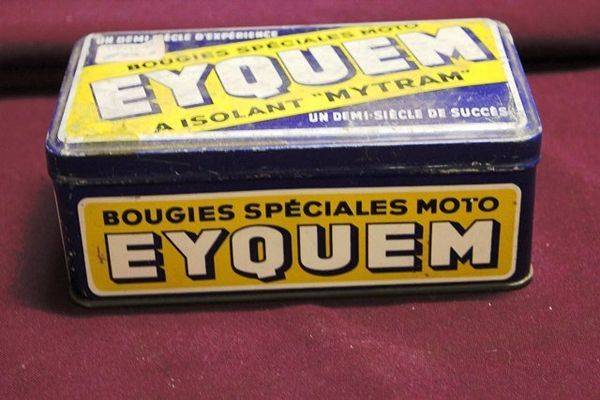 UN DEMI-SIÈCLE D'EXPÉRIENCE
BOUGIES SPÉCIALES MOTO
EYQUEM
A ISOLANT "MYTRAM"
UN DEMI-SIÈCLE DE SUCCÈS
BOUGIES SPÉCIALES MOTO
EYQUEM